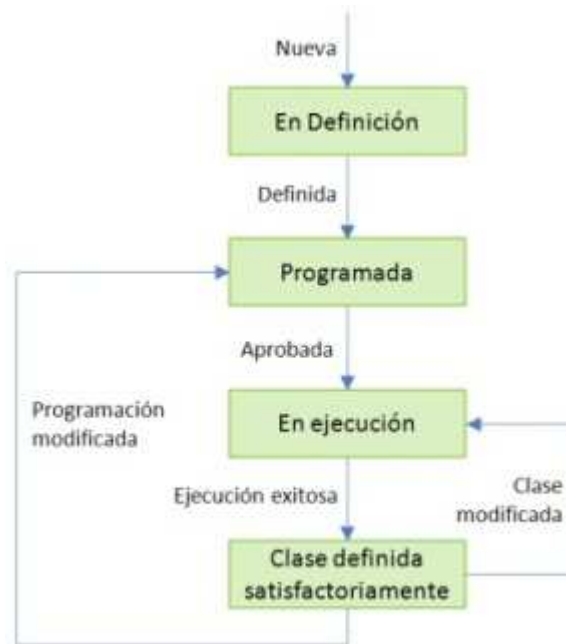 Nueva
En Definición
Definida
Programada
Aprobada
Programación
modificada
En ejecución
Ejecución exitosa
Clase
modificada
Clase definida
satisfactoriamente